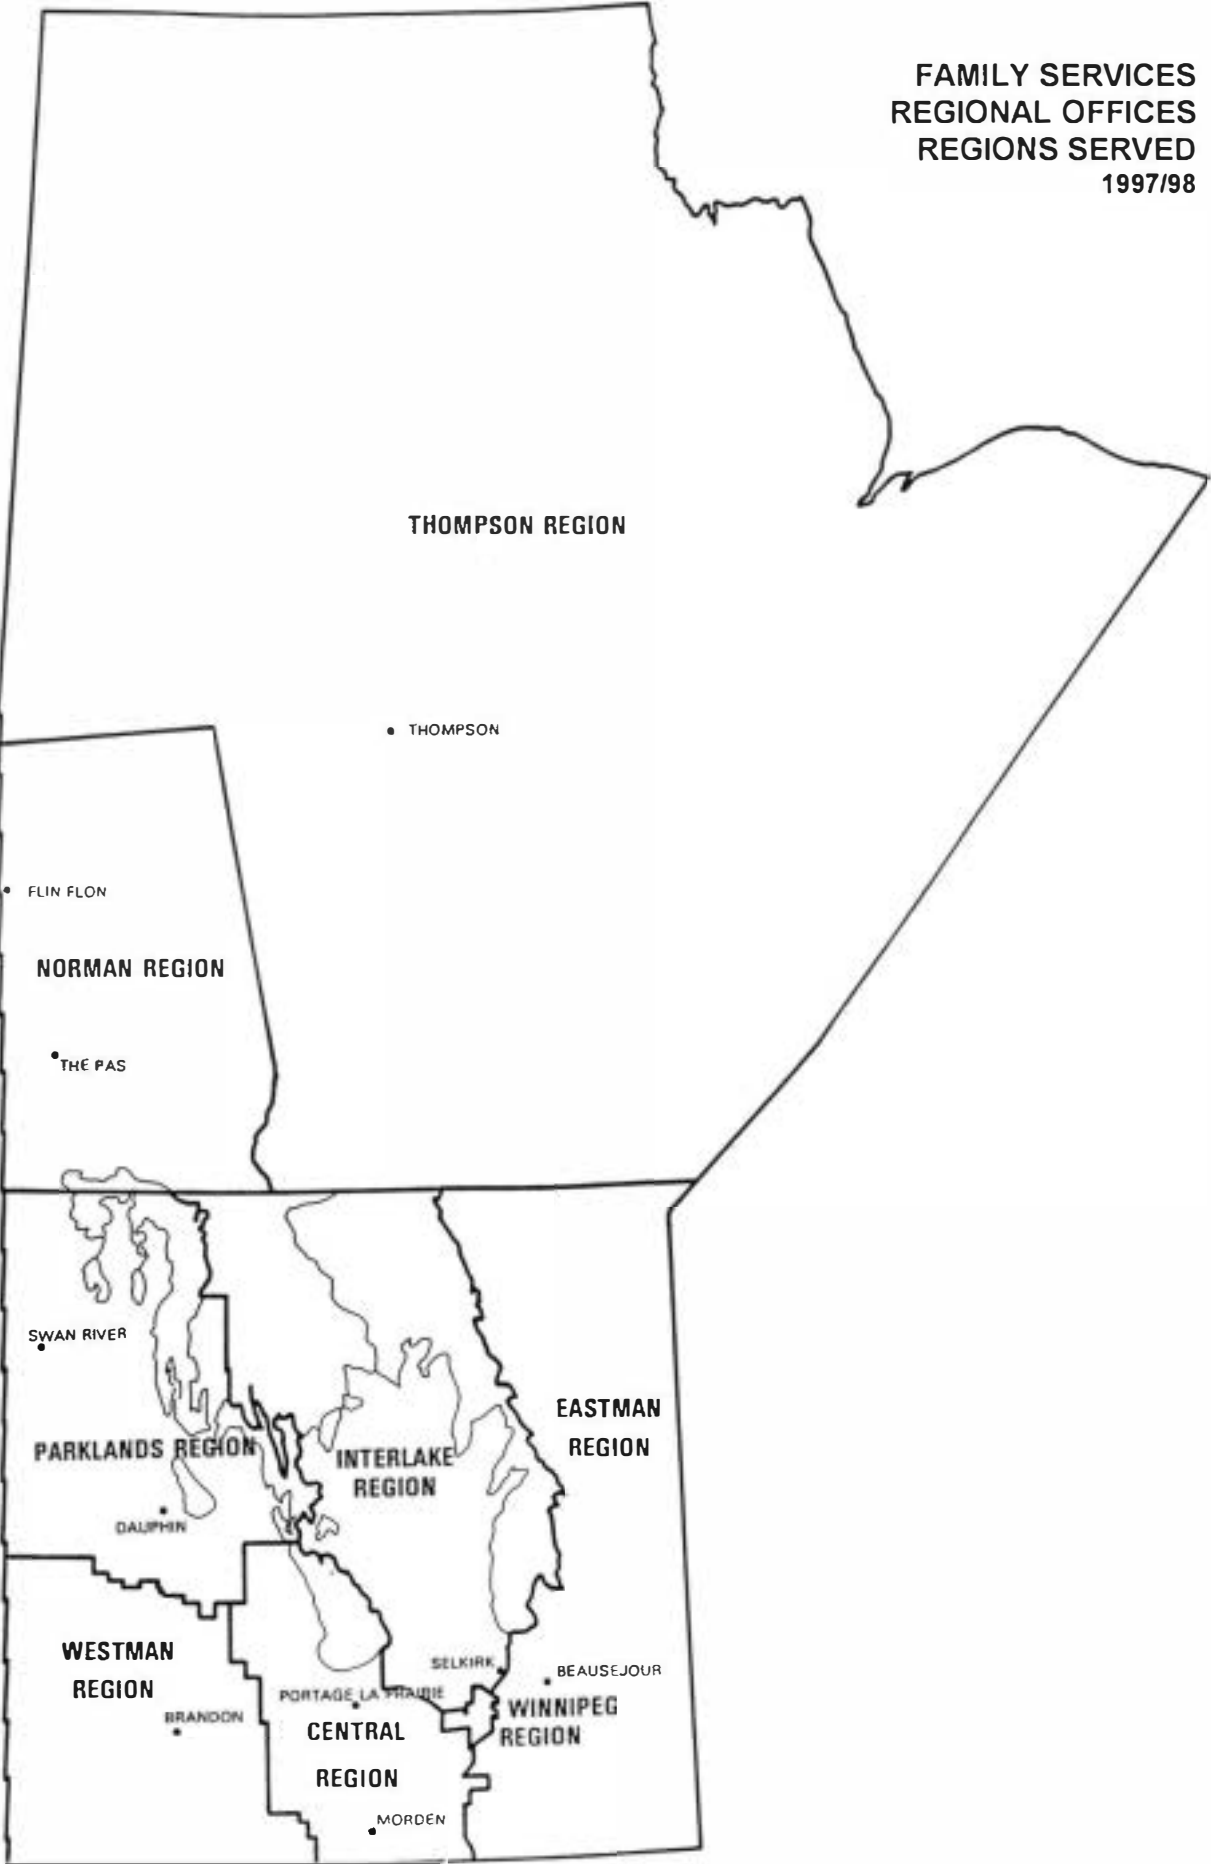 FAMILY SERVICES
REGIONAL OFFICES
REGIONS SERVED
1997/98
THOMPSON REGION
THOMPSON
FLIN FLON
NORMAN REGION
THE PAS
SWAN RIVER
EASTMAN
REGION
PARKLANDS REGION
INTERLAKE
REGION
DAUPHIN
WESTMAN
REGION
SELKIRK
BEAUSEJOUR
PORTAGE LA PRAIRIE
WINNIPEG
REGION
BRANDON
CENTRAL
REGION
MORDEN